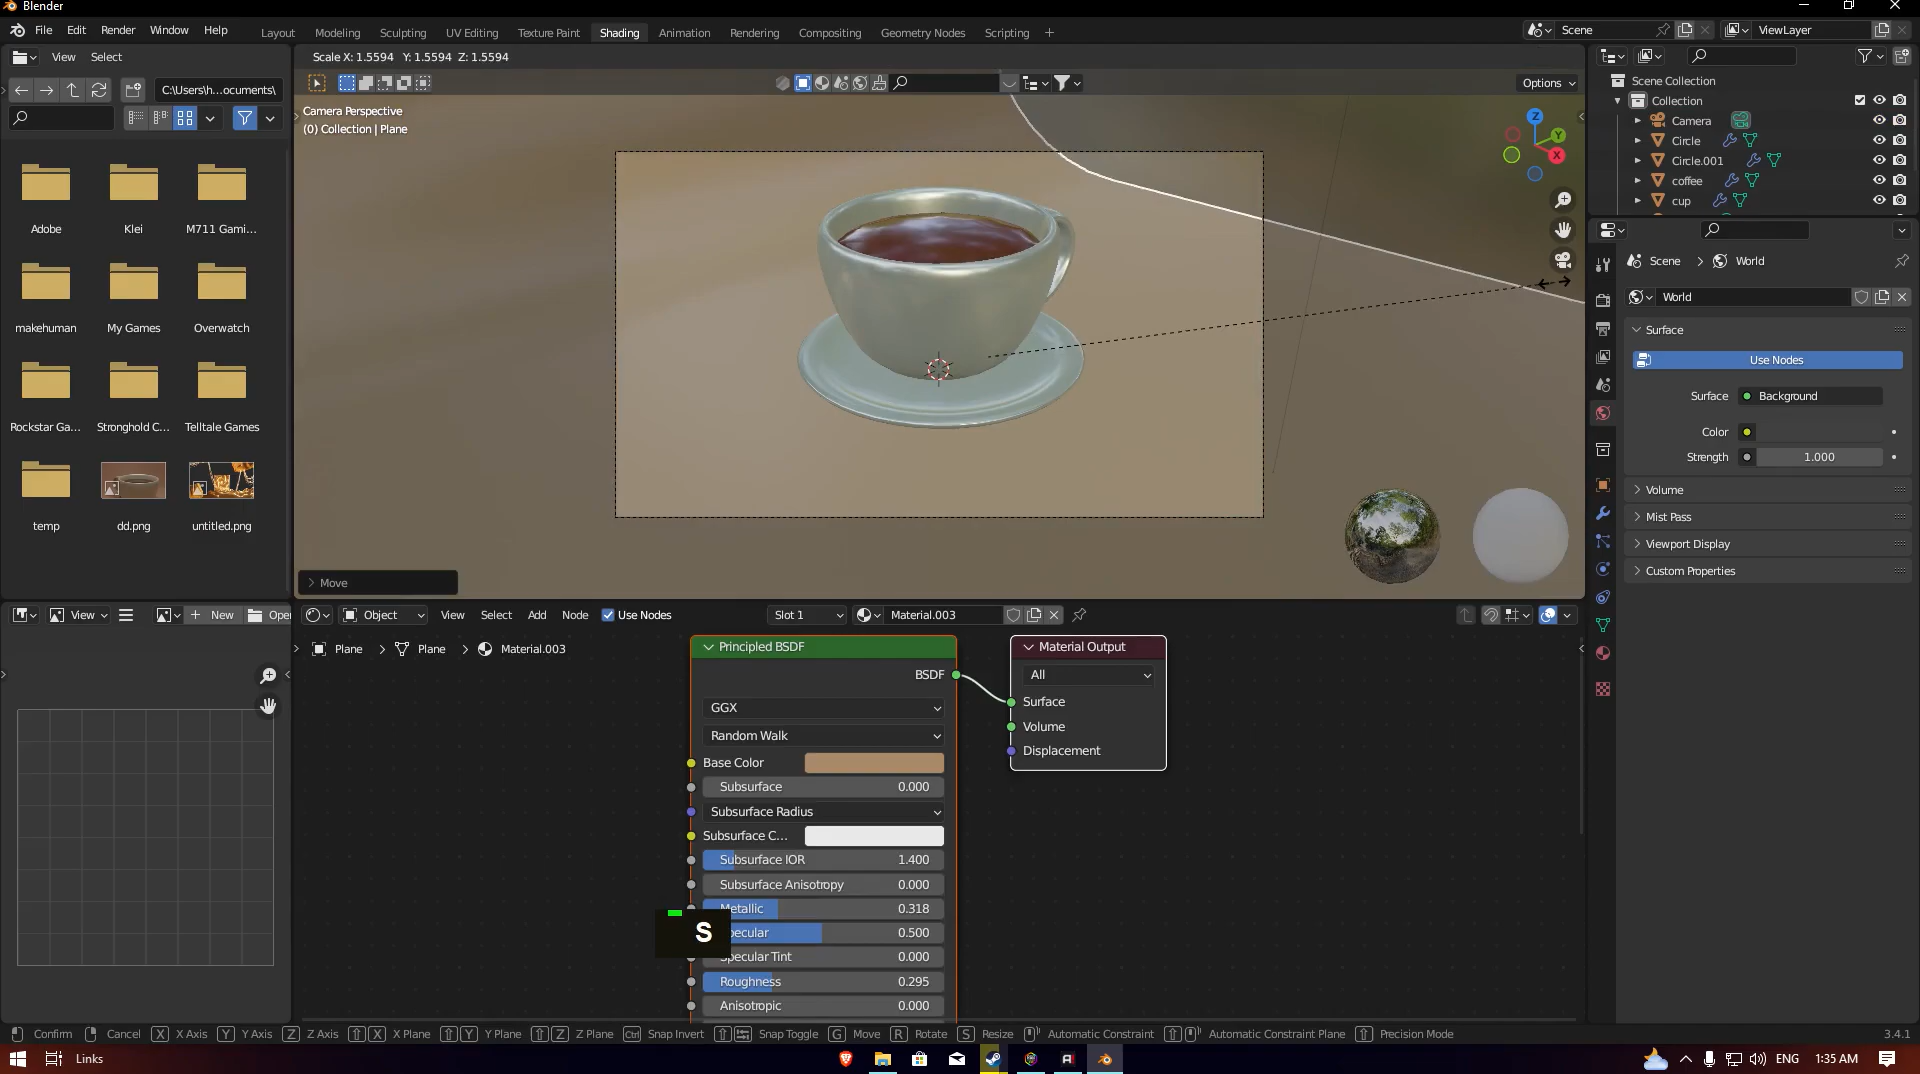 Blender
File Edit Render Window Help Layout Modeling Sculpting UV Editing Texture Paint Shading Animation Rendering Compositing Geometry Nodes Scripting + Scene ViewLayer
View Select
Scale X: 1.5594 Y: 1.5594 Z: 1.5594
C:\Users\h...ocuments\
Options
Camera Perspective
(0) Collection | Plane
Z
Y
X
Scene Collection
Collection
Camera
Circle
Circle.001
coffee
cup
Adobe Klei M711 Gami...
makehuman My Games Overwatch
Rockstar Ga... Stronghold C... Telltale Games
temp dd.png untitled.png
Scene > World
World
Surface
Use Nodes
Surface Background
Color
Strength 1.000
Volume
Mist Pass
Viewport Display
Custom Properties
Move
View + New Open
Object View Select Add Node Use Nodes Slot 1 Material.003
Plane > Plane > Material.003
Principled BSDF
BSDF
GGX
Random Walk
Base Color
Subsurface 0.000
Subsurface Radius
Subsurface C...
Subsurface IOR 1.400
Subsurface Anisotropy 0.000
Metallic 0.318
pecular 0.500
Specular Tint 0.000
Roughness 0.295
Anisotropic 0.000
S
Material Output
All
Surface
Volume
Displacement
Confirm Cancel X X Axis Y Y Axis Z Z Axis X X Plane Y Y Plane Z Z Plane Ctrl Snap Invert Snap Toggle G Move R Rotate S Resize Automatic Constraint Automatic Constraint Plane Precision Mode 3.4.1
Links ENG 1:35 AM